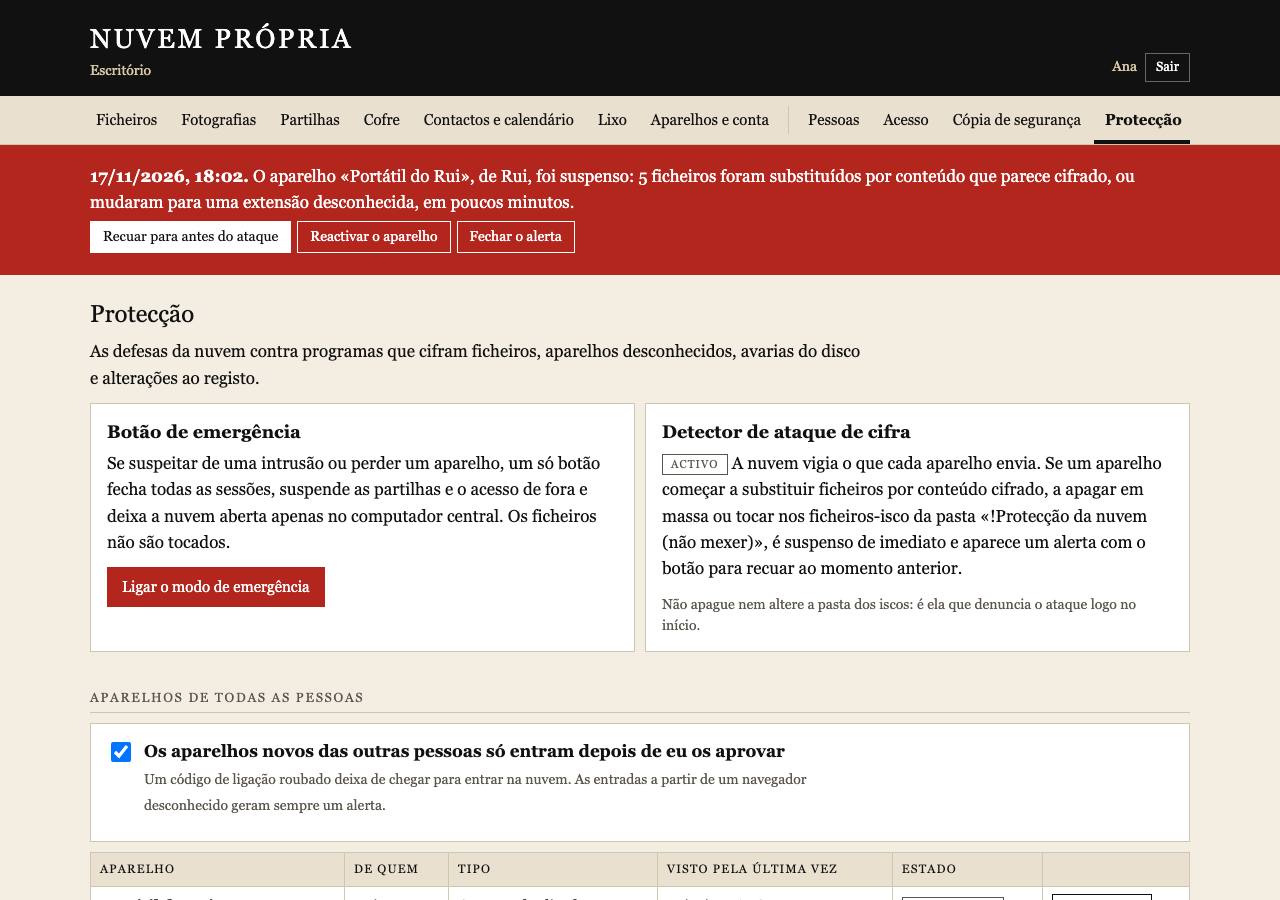 NUVEM PRÓPRIA
Escritório
Ana
Sair
Ficheiros
Fotografias
Partilhas
Cofre
Contactos e calendário
Lixo
Aparelhos e conta
Pessoas
Acesso
Cópia de segurança
Protecção
17/11/2026, 18:02. O aparelho «Portátil do Rui», de Rui, foi suspenso: 5 ficheiros foram substituídos por conteúdo que parece cifrado, ou
mudaram para uma extensão desconhecida, em poucos minutos.
Recuar para antes do ataque
Reactivar o aparelho
Fechar o alerta
Protecção
As defesas da nuvem contra programas que cifram ficheiros, aparelhos desconhecidos, avarias do disco
e alterações ao registo.
Botão de emergência
Se suspeitar de uma intrusão ou perder um aparelho, um só botão
fecha todas as sessões, suspende as partilhas e o acesso de fora e
deixa a nuvem aberta apenas no computador central. Os ficheiros
não são tocados.
Ligar o modo de emergência
Detector de ataque de cifra
ACTIVO A nuvem vigia o que cada aparelho envia. Se um aparelho
começar a substituir ficheiros por conteúdo cifrado, a apagar em
massa ou tocar nos ficheiros-isco da pasta «!Protecção da nuvem
(não mexer)», é suspenso de imediato e aparece um alerta com o
botão para recuar ao momento anterior.
Não apague nem altere a pasta dos iscos: é ela que denuncia o ataque logo no
início.
APARELHOS DE TODAS AS PESSOAS
Os aparelhos novos das outras pessoas só entram depois de eu os aprovar
Um código de ligação roubado deixa de chegar para entrar na nuvem. As entradas a partir de um navegador
desconhecido geram sempre um alerta.
APARELHO
DE QUEM
TIPO
VISTO PELA ÚLTIMA VEZ
ESTADO